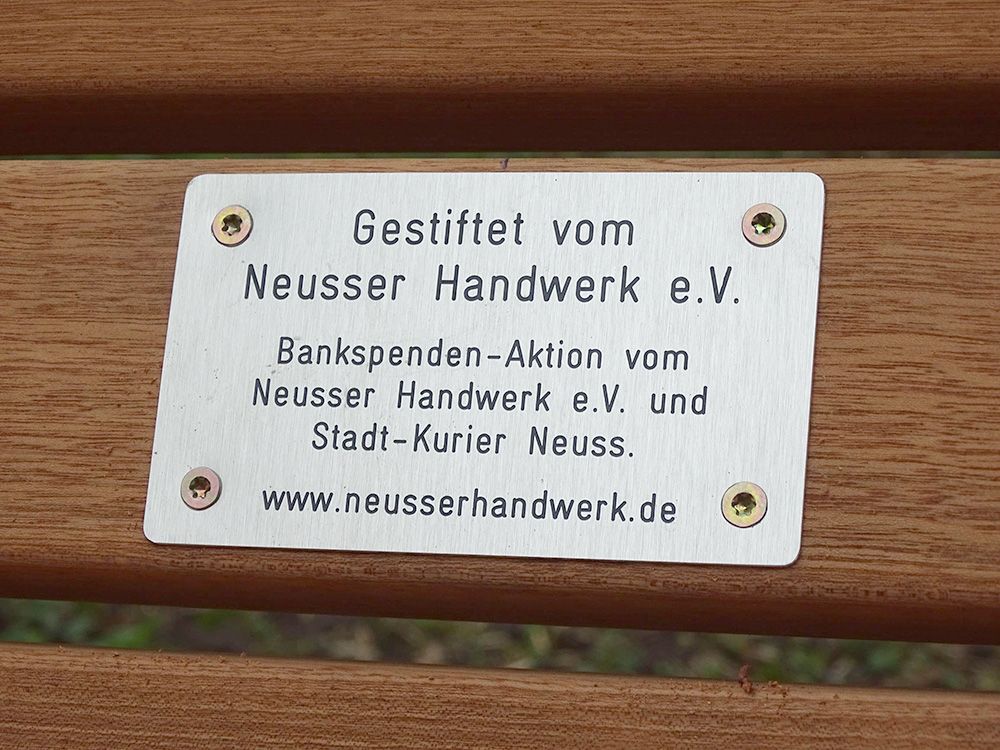 Gestiftet vom
Neusser Handwerk e.V.
Bankspenden-Aktion vom
Neusser Handwerk e.V. und
Stadt-Kurier Neuss.
www.neusserhandwerk.de